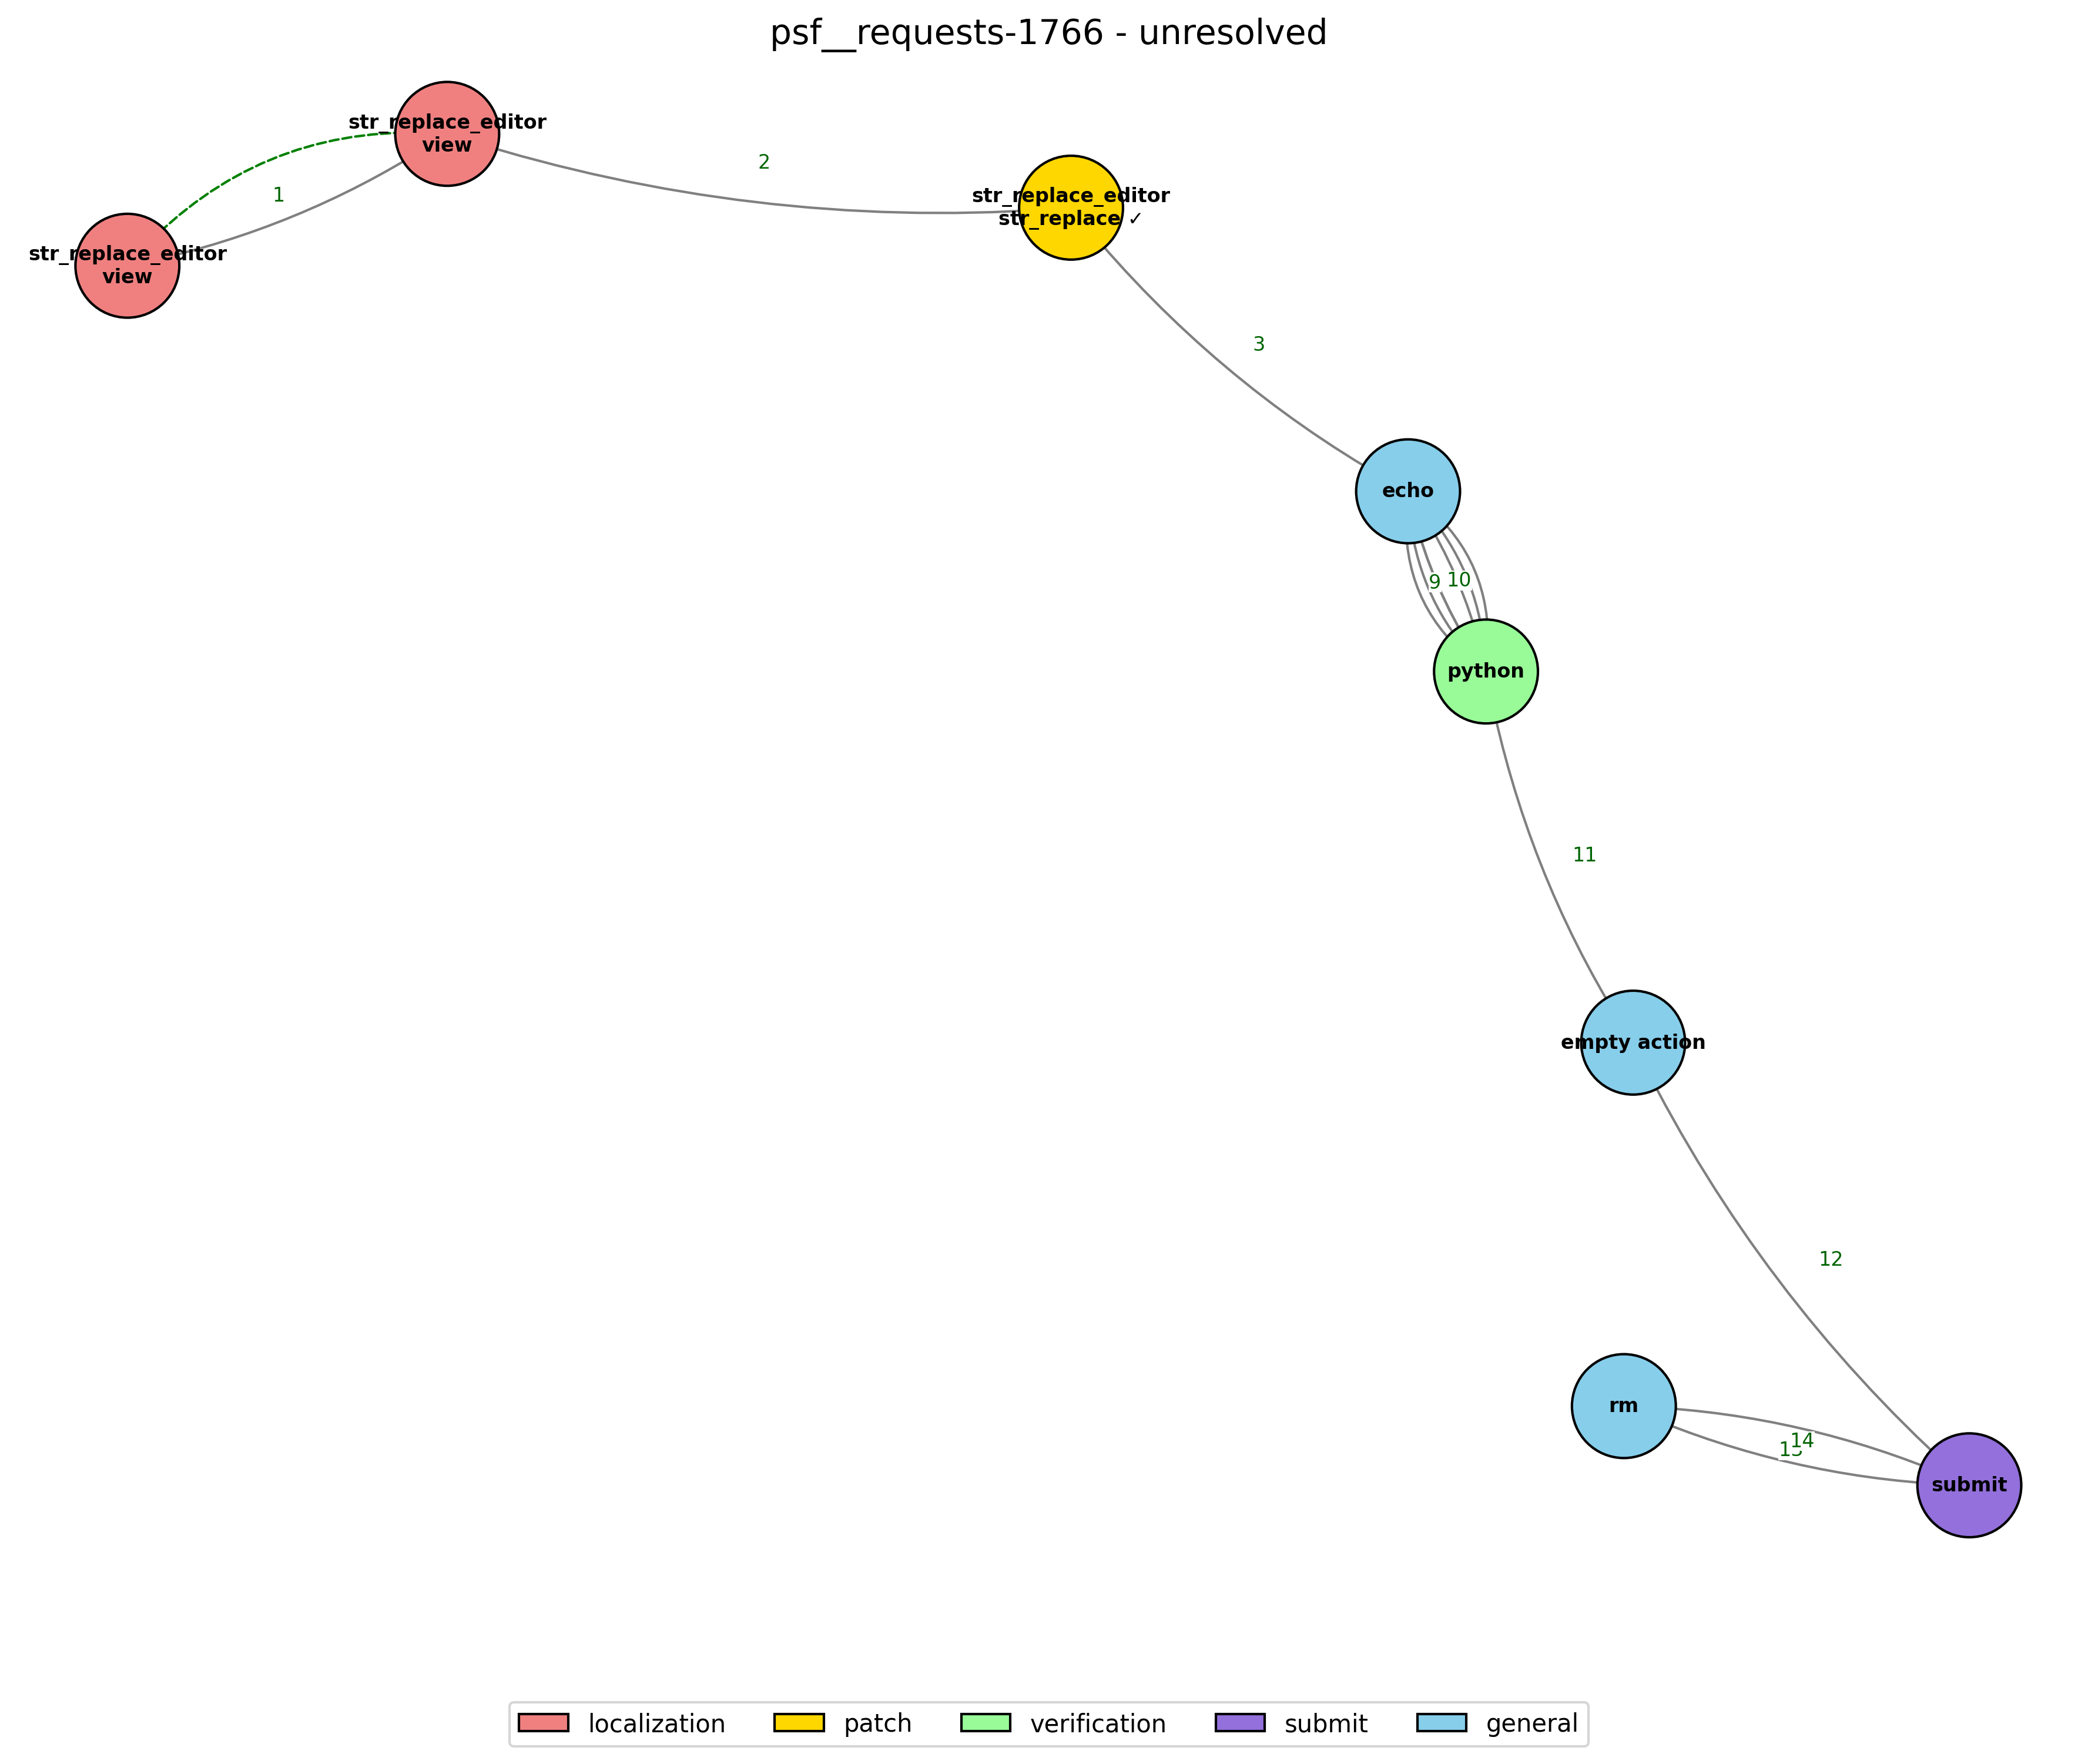 psf__requests-1766 - unresolved
str_replace_editor
view
1
2
str_replace_editor
view
str_replace_editor
str_replace ✓
3
echo
9
10
python
11
empty action
12
rm
14
submit
localization
patch
verification
submit
general